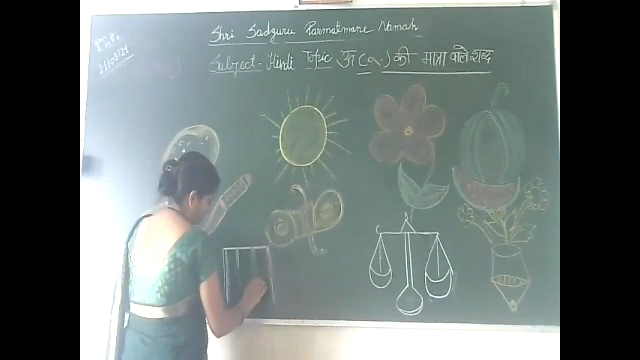 Shri Sadguru Parmatmane Namah
Subject - Hindi Topic ऊ ( ू ) की मात्रा वाले शब्द